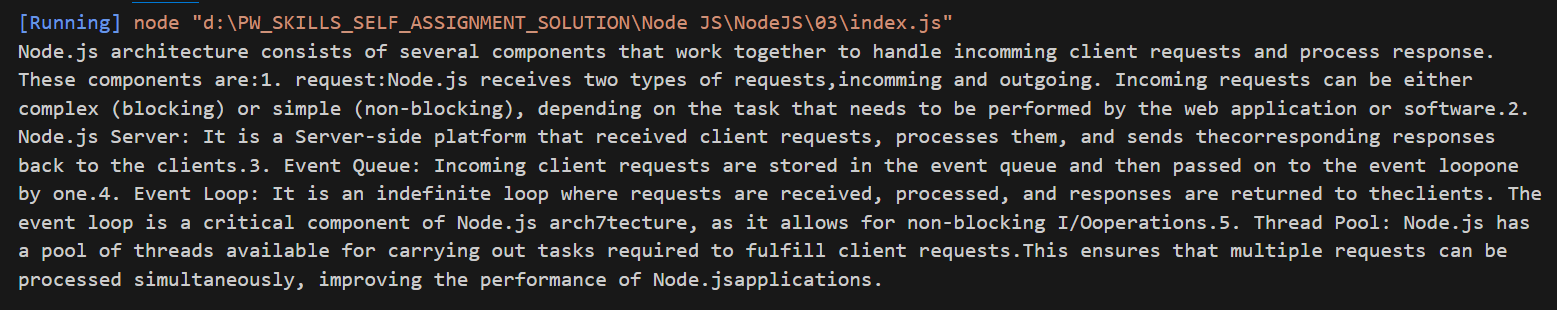 [Running] node "d:\PW_SKILLS_SELF_ASSIGNMENT_SOLUTION\Node JS\NodeJS\03\index.js"
Node.js architecture consists of several components that work together to handle incomming client requests and process response.
These components are:1. request:Node.js receives two types of requests,incomming and outgoing. Incoming requests can be either
complex (blocking) or simple (non-blocking), depending on the task that needs to be performed by the web application or software.2.
Node.js Server: It is a Server-side platform that received client requests, processes them, and sends thecorresponding responses
back to the clients.3. Event Queue: Incoming client requests are stored in the event queue and then passed on to the event loopone
by one.4. Event Loop: It is an indefinite loop where requests are received, processed, and responses are returned to theclients. The
event loop is a critical component of Node.js arch7tecture, as it allows for non-blocking I/Ooperations.5. Thread Pool: Node.js has
a pool of threads available for carrying out tasks required to fulfill client requests.This ensures that multiple requests can be
processed simultaneously, improving the performance of Node.jsapplications.